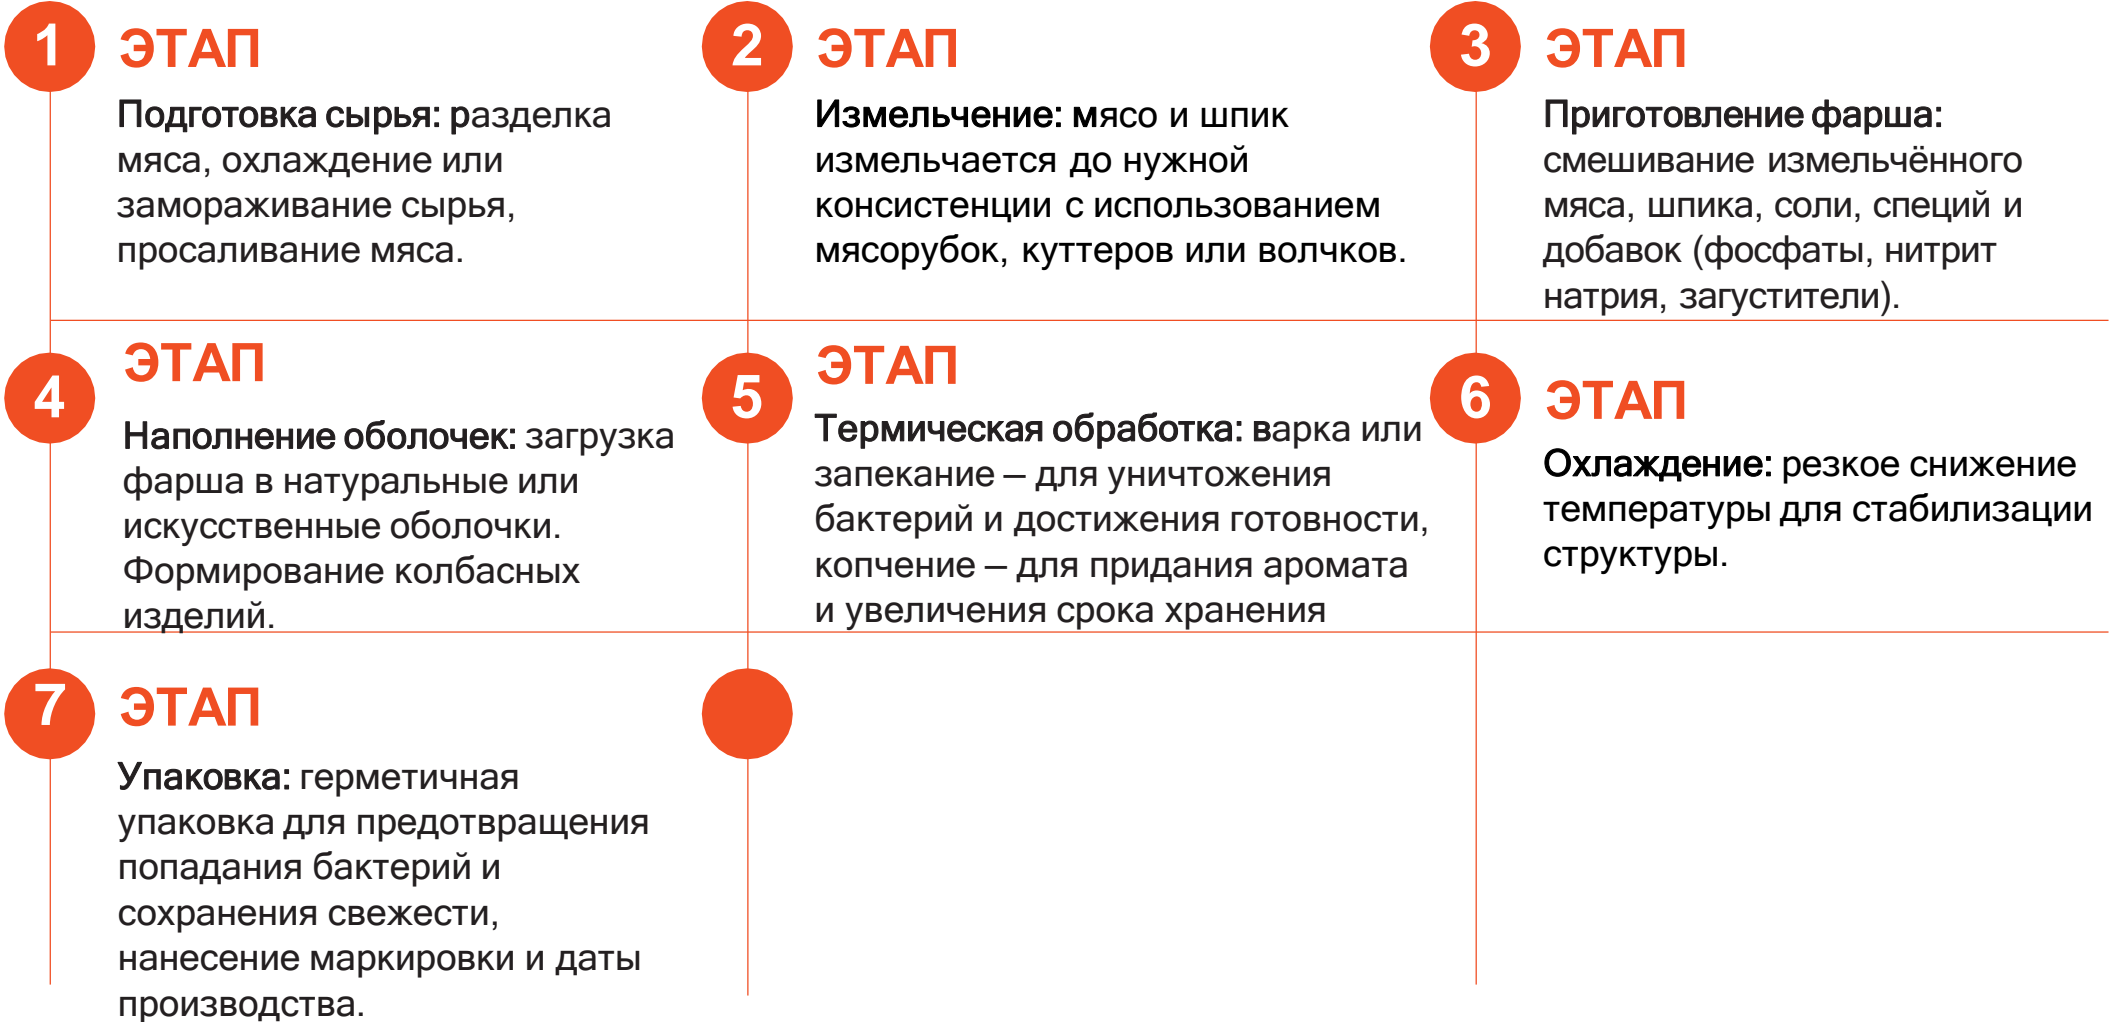 1 ЭТАП
Подготовка сырья: разделка
мяса, охлаждение или
замораживание сырья,
просаливание мяса.
2 ЭТАП
Измельчение: мясо и шпик
измельчается до нужной
консистенции с использованием
мясорубок, куттеров или волчков.
3 ЭТАП
Приготовление фарша:
смешивание измельчённого
мяса, шпика, соли, специй и
добавок (фосфаты, нитрит
натрия, загустители).
4 ЭТАП
Наполнение оболочек: загрузка
фарша в натуральные или
искусственные оболочки.
Формирование колбасных
изделий.
5 ЭТАП
Термическая обработка: варка или
запекание – для уничтожения
бактерий и достижения готовности,
копчение – для придания аромата
и увеличения срока хранения
6 ЭТАП
Охлаждение: резкое снижение
температуры для стабилизации
структуры.
7 ЭТАП
Упаковка: герметичная
упаковка для предотвращения
попадания бактерий и
сохранения свежести,
нанесение маркировки и даты
производства.